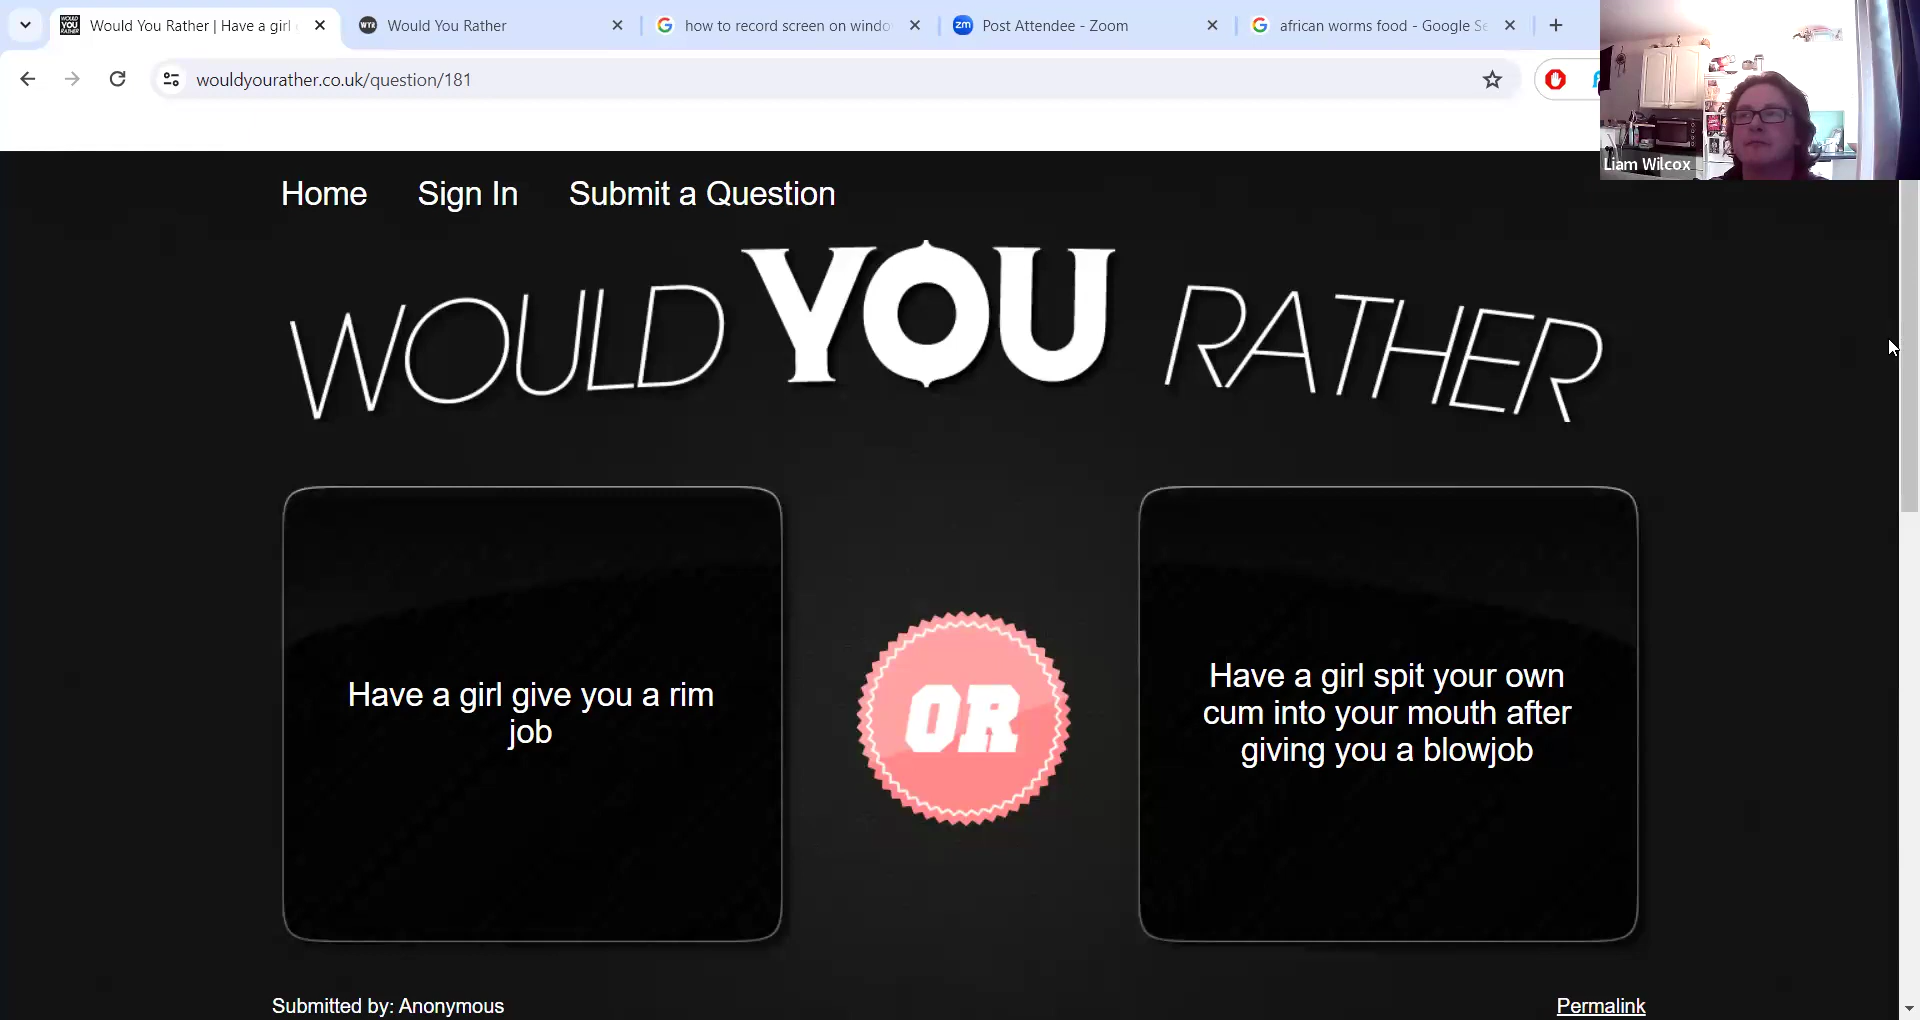 Would You Rather | Have a girl
Would You Rather
how to record screen on windo
Post Attendee - Zoom
african worms food - Google Se
wouldyourather.co.uk/question/181
Liam Wilcox
Home Sign In Submit a Question
WOULD YOU RATHER
Have a girl give you a rim
job
OR
Have a girl spit your own
cum into your mouth after
giving you a blowjob
Submitted by: Anonymous
Permalink